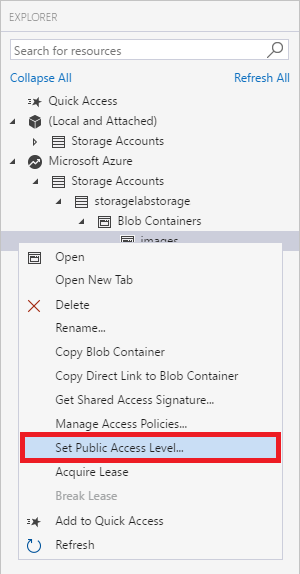 EXPLORER
Search for resources
Collapse All Refresh All
Quick Access
(Local and Attached)
Storage Accounts
Microsoft Azure
Storage Accounts
storagelabstorage
Blob Containers
images
Open
Open New Tab
Delete
Rename...
Copy Blob Container
Copy Direct Link to Blob Container
Get Shared Access Signature...
Manage Access Policies...
Set Public Access Level...
Acquire Lease
Break Lease
Add to Quick Access
Refresh